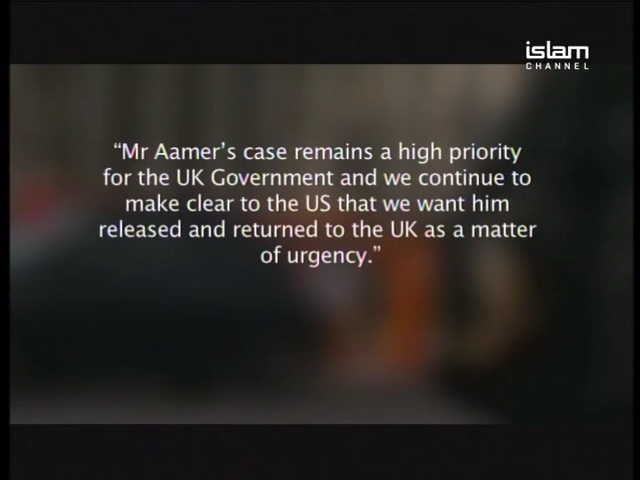 islam
CHANNEL
“Mr Aamer’s case remains a high priority
for the UK Government and we continue to
make clear to the US that we want him
released and returned to the UK as a matter
of urgency.”